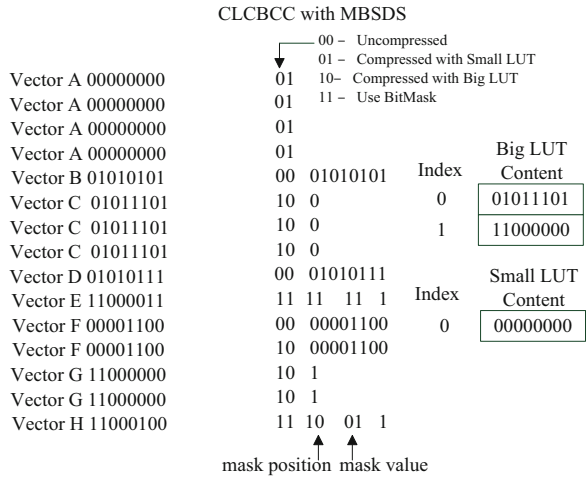 CLCBCC with MBSDS
00 – Uncompressed
01 – Compressed with Small LUT
10– Compressed with Big LUT
11 – Use BitMask
Vector A 00000000 01
Vector A 00000000 01
Vector A 00000000 01
Vector A 00000000 01
Vector B 01010101 00 01010101
Vector C 01011101 10 0
Vector C 01011101 10 0
Vector C 01011101 10 0
Vector D 01010111 00 01010111
Vector E 11000011 11 11 11 1
Vector F 00001100 00 00001100
Vector F 00001100 10 00001100
Vector G 11000000 10 1
Vector G 11000000 10 1
Vector H 11000100 11 10 01 1
mask position mask value
Big LUT
Index Content
0 01011101
1 11000000
Small LUT
Index Content
0 00000000